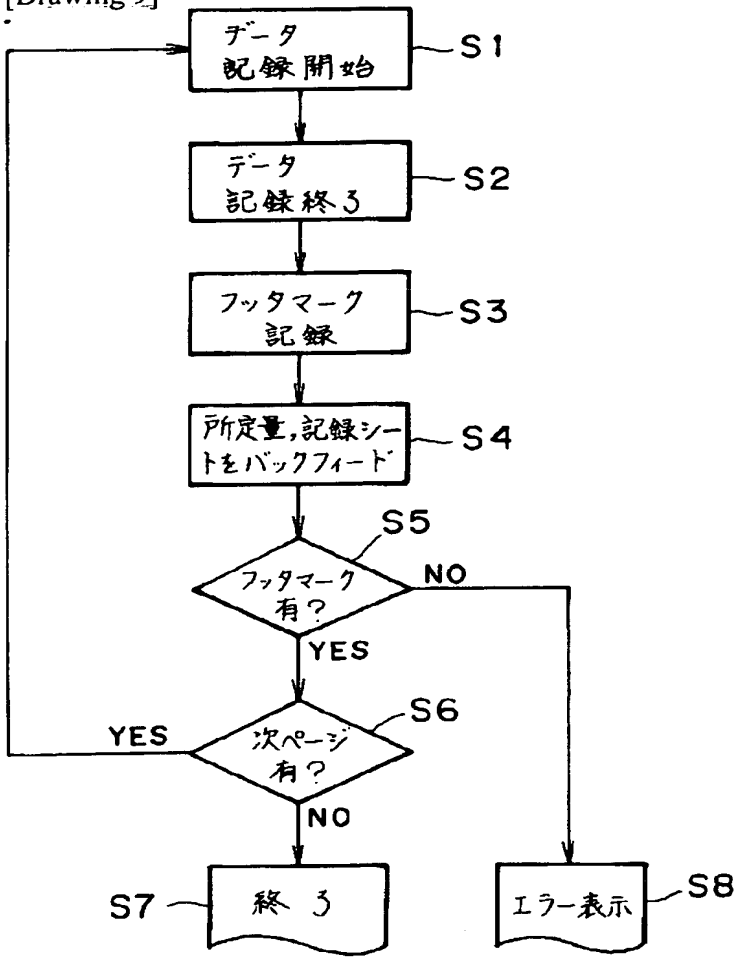 [Drawing
データ
記録開始
S1
データ
記録終了
S2
フッタマーク
記録
S3
所定量,記録シー
トをバックフィード
S4
S5
フッタマーク
有?
NO
YES
S6
YES
次ページ
有?
NO
S7
終了
エラー表示
S8